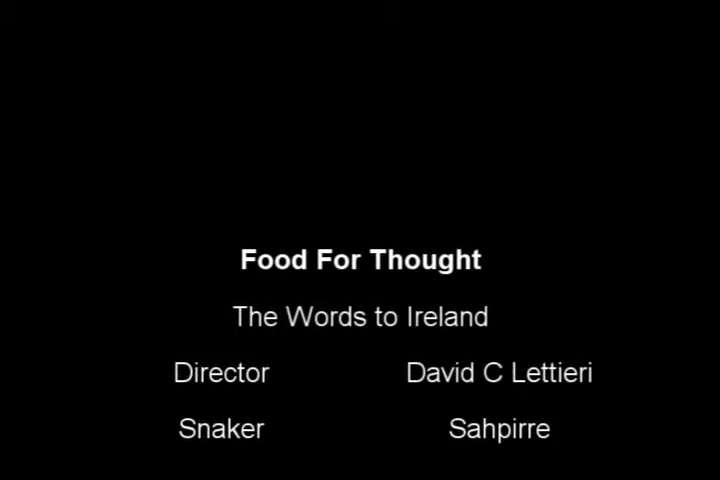 Food For Thought
The Words to Ireland
Director David C Lettieri
Snaker Sahpirre